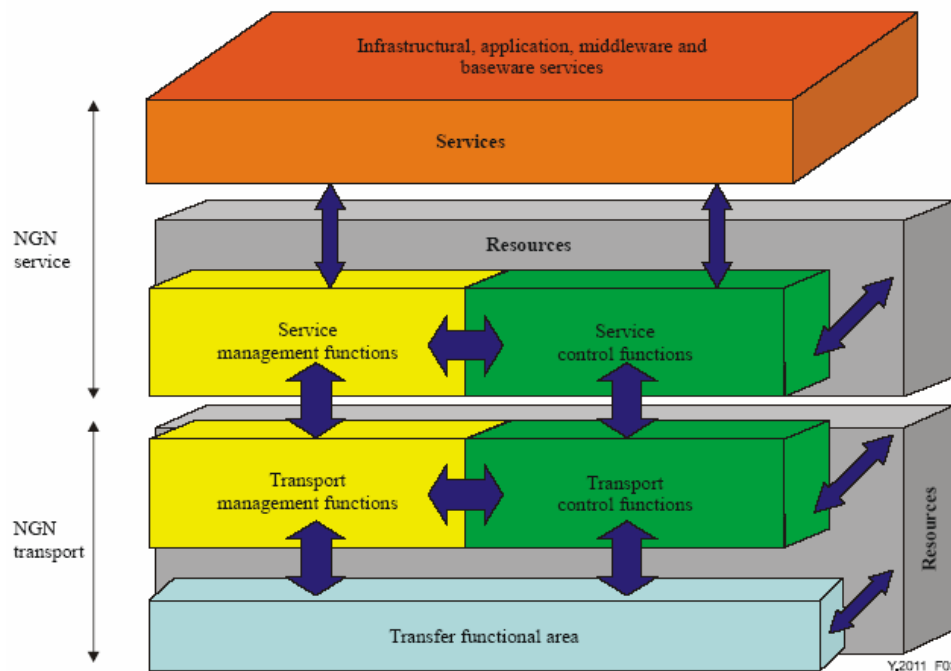 Infrastructural, application, middleware and
baseware services
Services
NGN
service
Resources
Service
management functions
Service
control functions
Transport
management functions
Transport
control functions
NGN
transport
Resources
Transfer functional area
Y.2011_F0